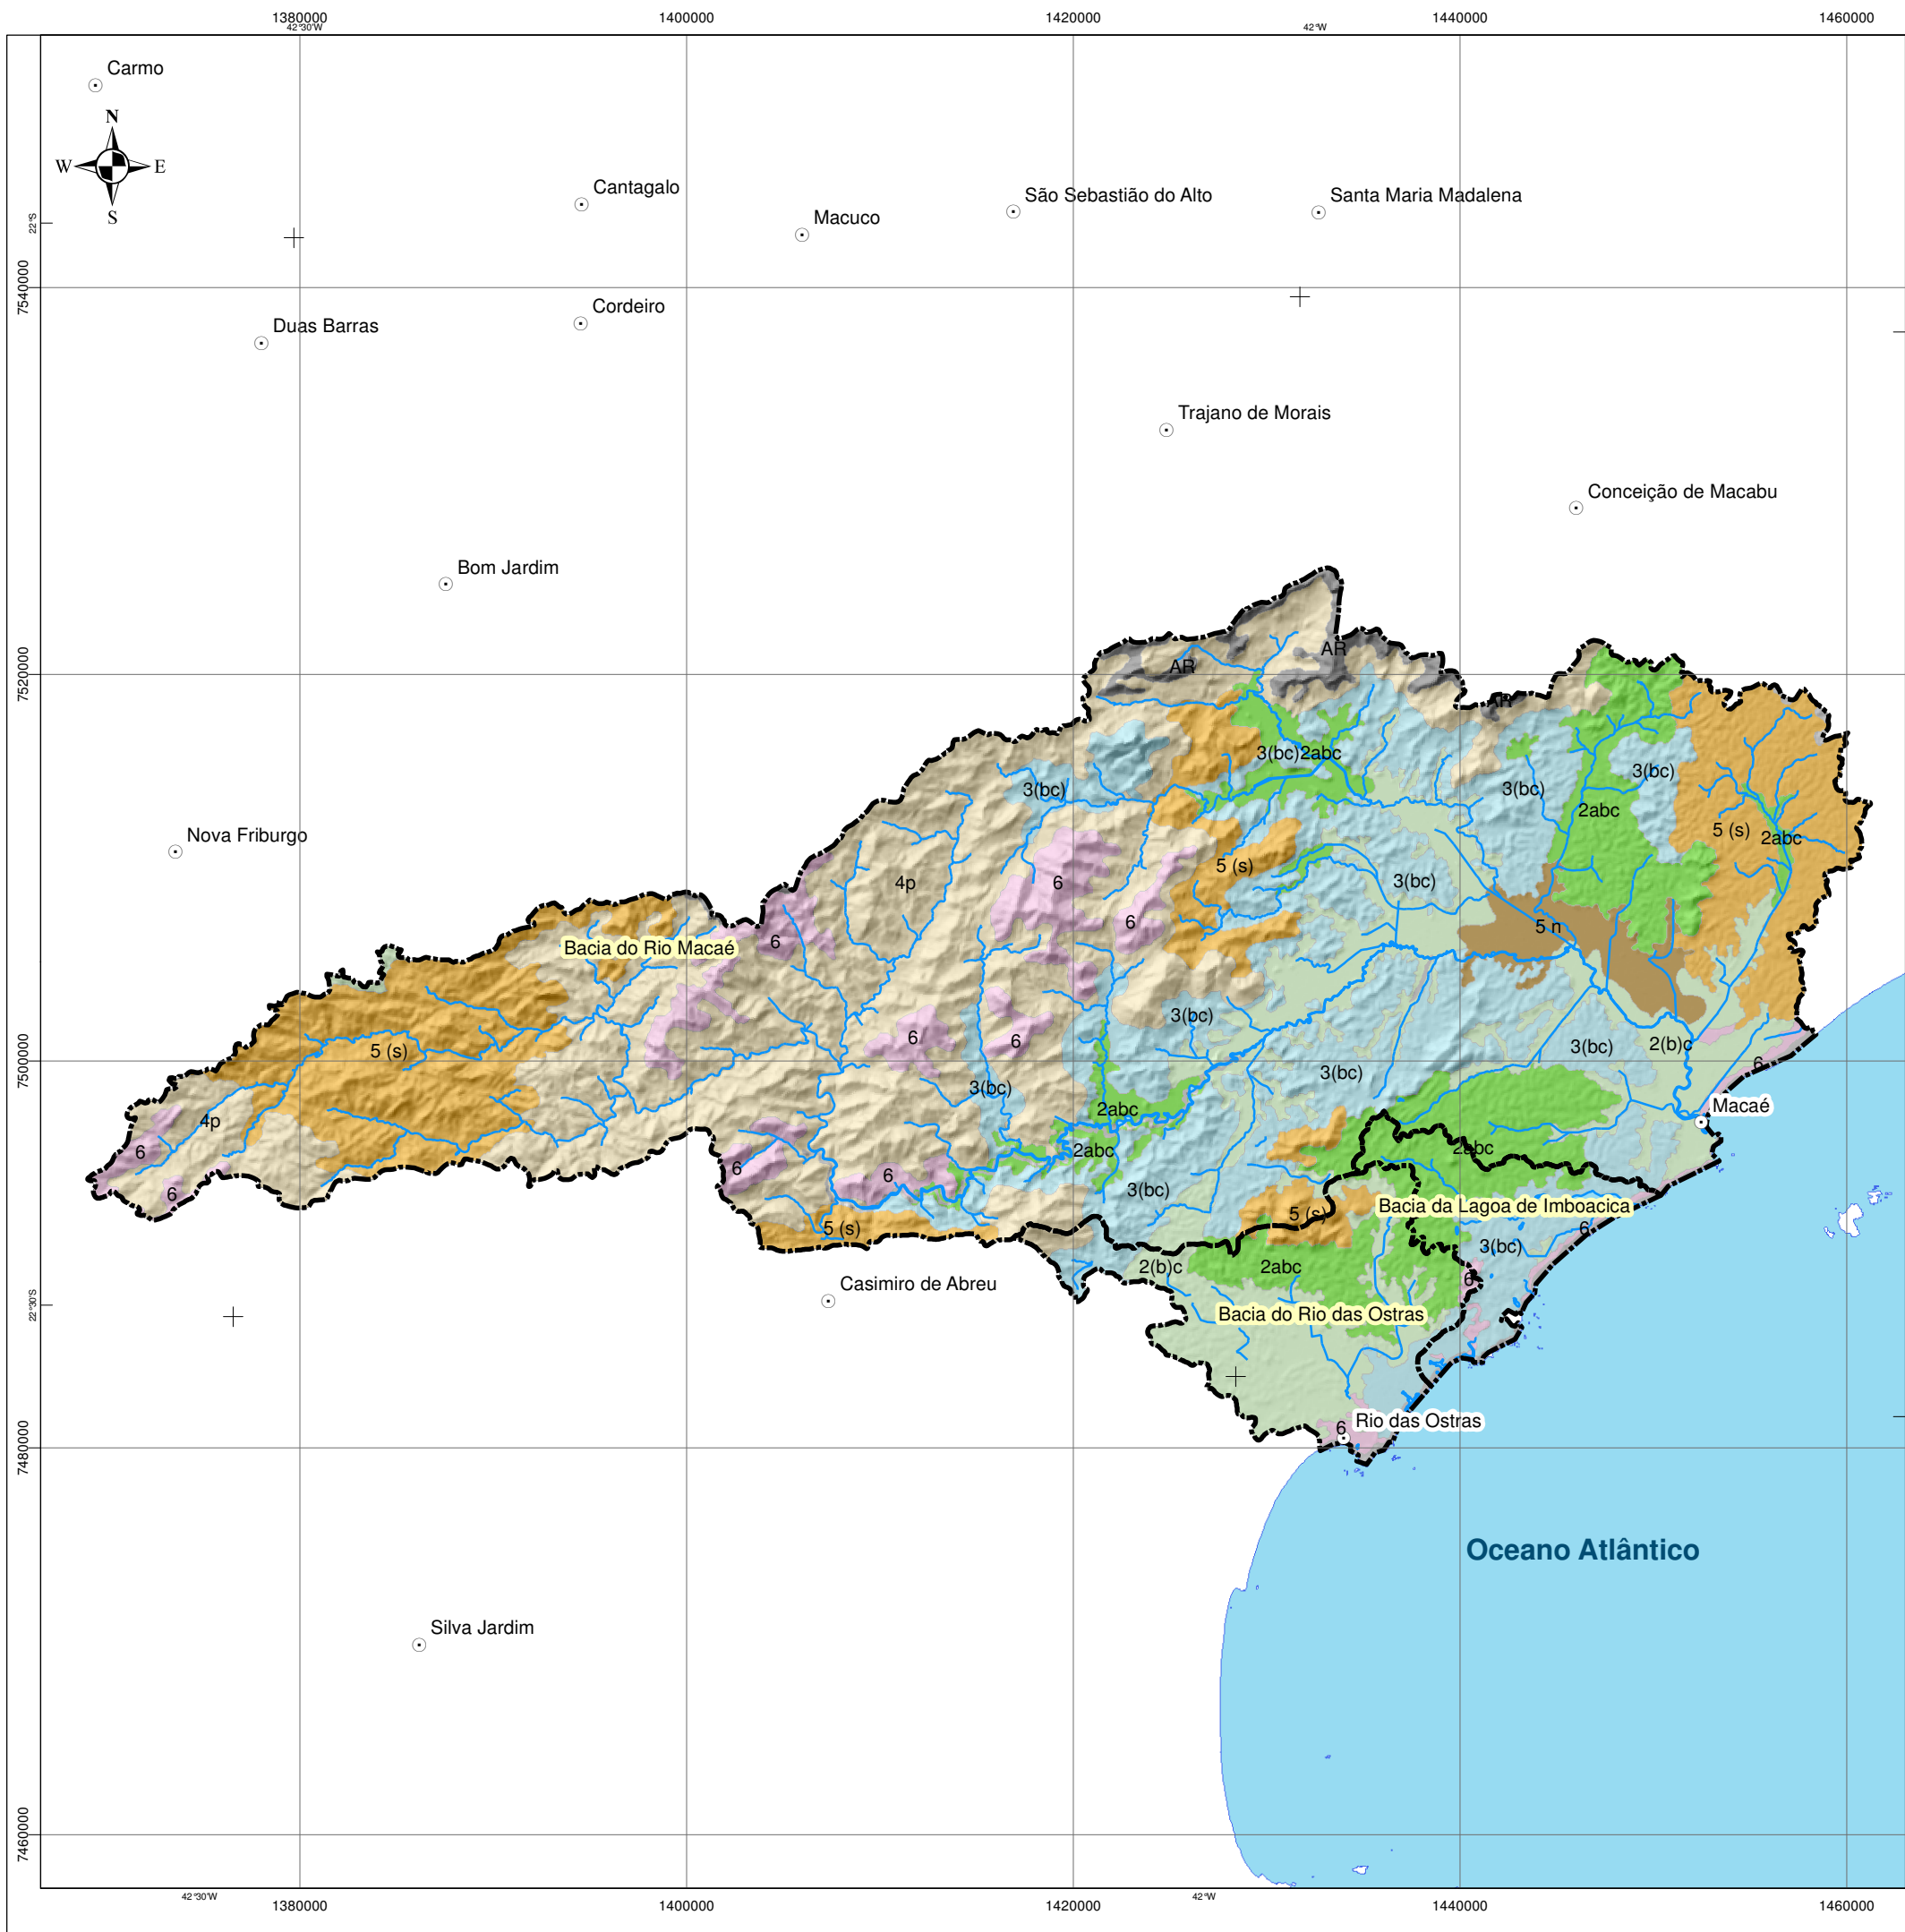 1380000 1400000 1420000 1440000 1460000
42°30'W 42°W
Carmo
N
W E
S
Cantagalo
São Sebastião do Alto
Santa Maria Madalena
Macuco
22°S
7540000
Cordeiro
Duas Barras
Trajano de Morais
Conceição de Macabu
Bom Jardim
7520000
AR
AR
AR
3(bc) 2abc
3(bc)
3(bc)
3(bc)
2abc
5 (s)
2abc
Nova Friburgo
4p
6
5 (s)
3(bc)
6
6
5 n
Bacia do Rio Macaé
3(bc)
6
6
2(b)c
3(bc)
5 (s)
7500000
6
3(bc)
3(bc)
2abc
Macaé
4p
6
2abc
2abc
6
6
3(bc)
6
Bacia da Lagoa de Imboacica
5 (s)
5 (s)
6
3(bc)
2(b)c
2abc
6
Casimiro de Abreu
22°30'S
Bacia do Rio das Ostras
6
Rio das Ostras
7480000
Oceano Atlântico
Silva Jardim
7460000
42°30'W 42°W
1380000 1400000 1420000 1440000 1460000